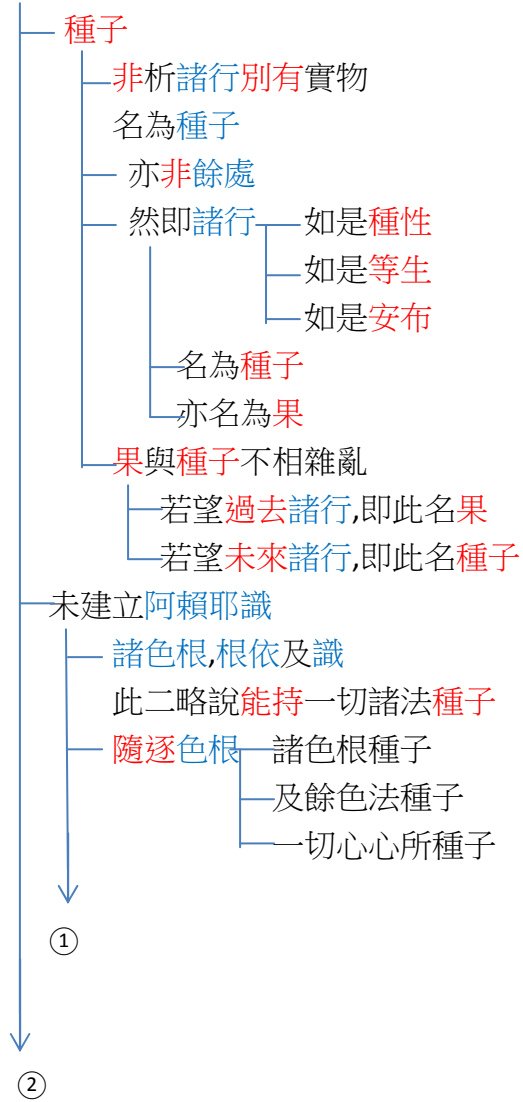 種子
非析諸行別有實物
名為種子
亦非餘處
然即諸行 如是種性
如是等生
如是安布
名為種子
亦名為果
果與種子不相雜亂
若望過去諸行,即此名果
若望未來諸行,即此名種子
未建立阿賴耶識
諸色根,根依及識
此二略說能持一切諸法種子
隨逐色根 諸色根種子
及餘色法種子
一切心心所種子
①
②